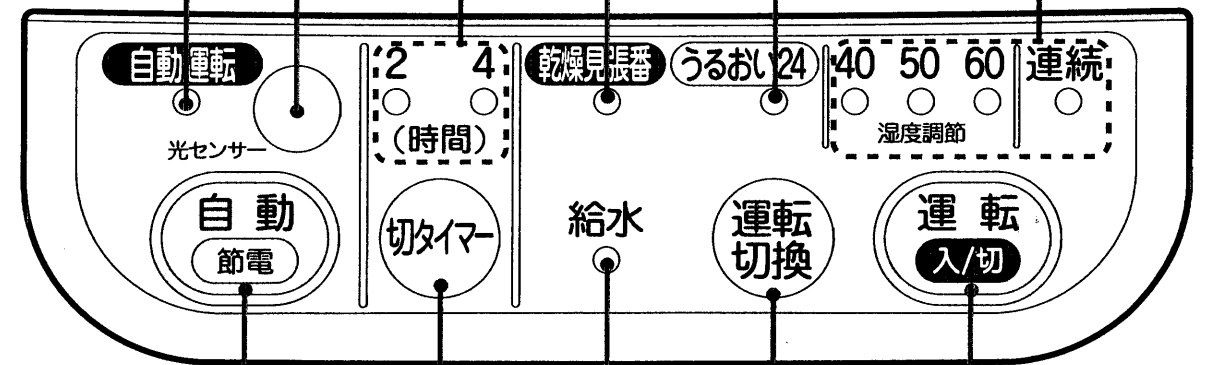 自動運転
光センサー
自動
節電
2 4
(時間)
切タイマー
乾燥見張番
うるおい24
給水
40 50 60 連続
湿度調節
運転
切換
運転
入/切